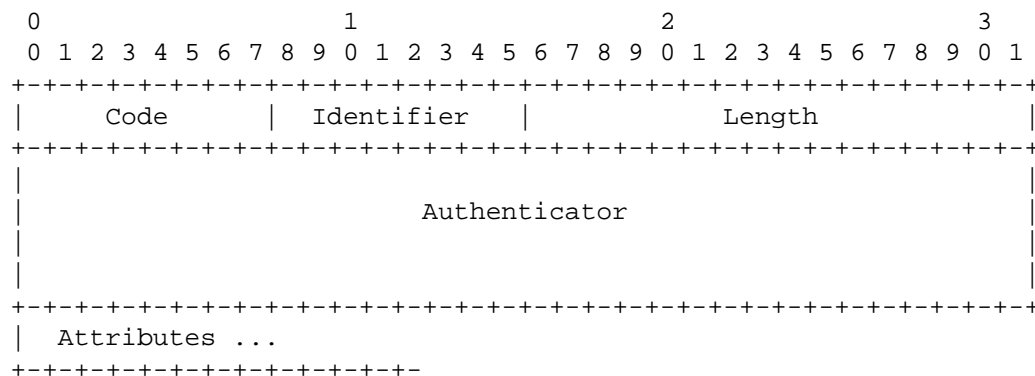 0                   1                   2                   3
 0 1 2 3 4 5 6 7 8 9 0 1 2 3 4 5 6 7 8 9 0 1 2 3 4 5 6 7 8 9 0 1
+-+-+-+-+-+-+-+-+-+-+-+-+-+-+-+-+-+-+-+-+-+-+-+-+-+-+-+-+-+-+-+-+
|     Code      |  Identifier   |            Length             |
+-+-+-+-+-+-+-+-+-+-+-+-+-+-+-+-+-+-+-+-+-+-+-+-+-+-+-+-+-+-+-+-+
|                                                               |
|                         Authenticator                         |
|                                                               |
|                                                               |
+-+-+-+-+-+-+-+-+-+-+-+-+-+-+-+-+-+-+-+-+-+-+-+-+-+-+-+-+-+-+-+-+
|  Attributes ...
+-+-+-+-+-+-+-+-+-+-+-+-+-